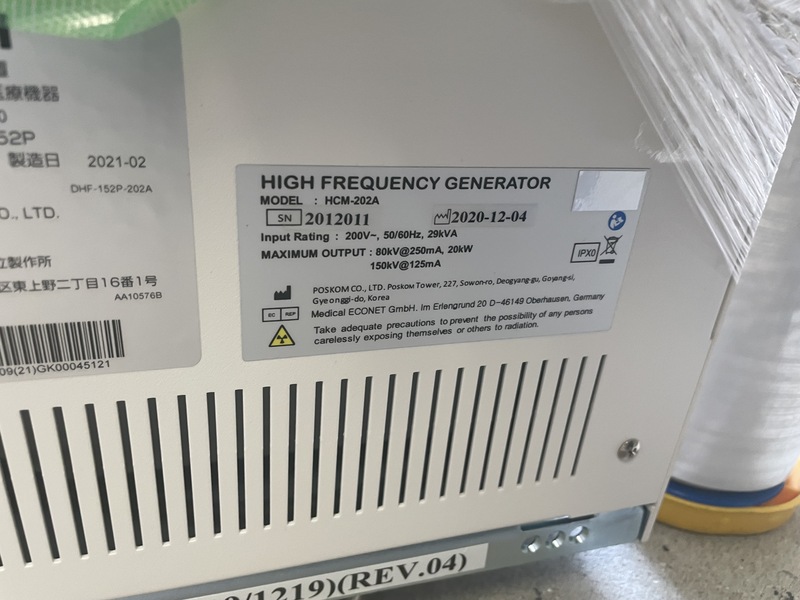 医療機器
0
52P
製造日 2021-02
DHF-152P-202A
O., LTD.
立製作所
区東上野二丁目16番1号
AA10576B
09(21)GK00045121
HIGH FREQUENCY GENERATOR
MODEL : HCM-202A
SN 2012011 2020-12-04
Input Rating : 200V~, 50/60Hz, 29kVA
MAXIMUM OUTPUT : 80kV@250mA, 20kW
150kV@125mA
IPX0
POSKOM CO., LTD. Poskom Tower, 227, Sowon-ro, Deogyang-gu, Goyang-si,
Gyeonggi-do, Korea
EC REP Medical ECONET GmbH. Im Erlengrund 20 D-46149 Oberhausen, Germany
Take adequate precautions to prevent the possibility of any persons
carelessly exposing themselves or others to radiation.
0/1219)(REV.04)